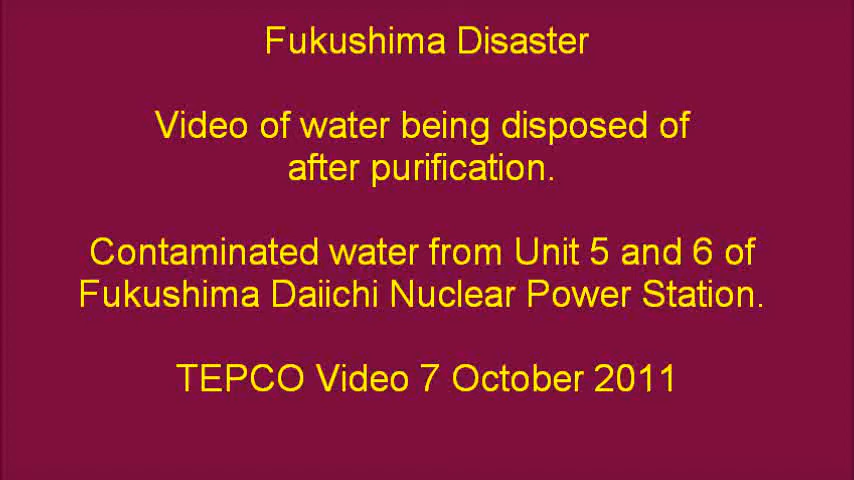 Fukushima Disaster
Video of water being disposed of
after purification.
Contaminated water from Unit 5 and 6 of
Fukushima Daiichi Nuclear Power Station.
TEPCO Video 7 October 2011